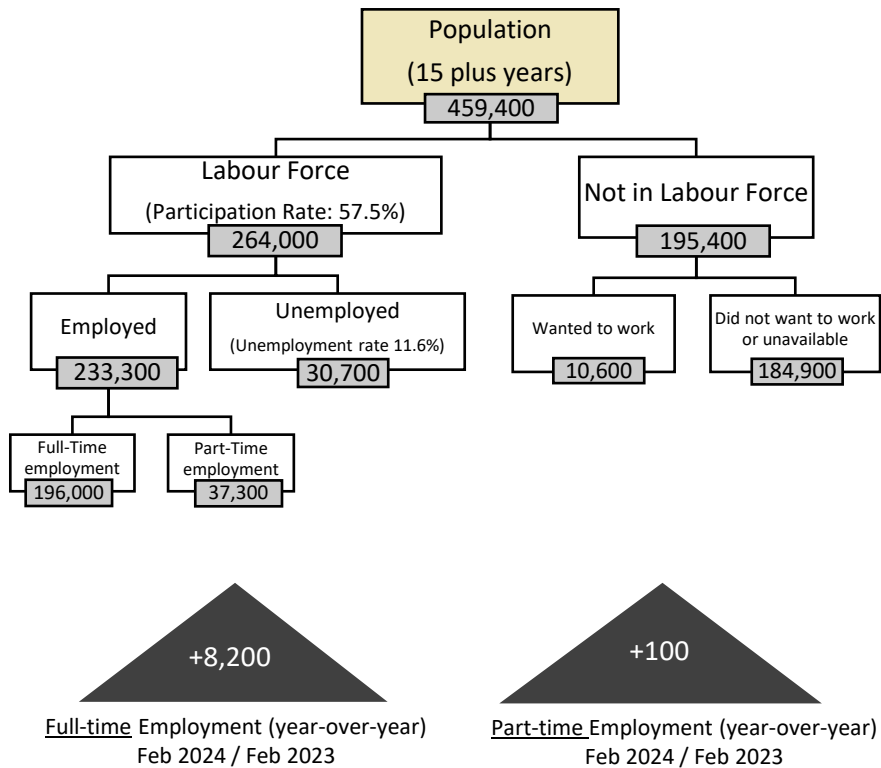 Population
(15 plus years)
459,400
Labour Force
(Participation Rate: 57.5%)
264,000
Not in Labour Force
195,400
Employed
233,300
Unemployed
(Unemployment rate 11.6%)
30,700
Wanted to work
10,600
Did not want to work
or unavailable
184,900
Full-Time
employment
196,000
Part-Time
employment
37,300
+8,200
Full-time Employment (year-over-year)
Feb 2024 / Feb 2023
+100
Part-time Employment (year-over-year)
Feb 2024 / Feb 2023